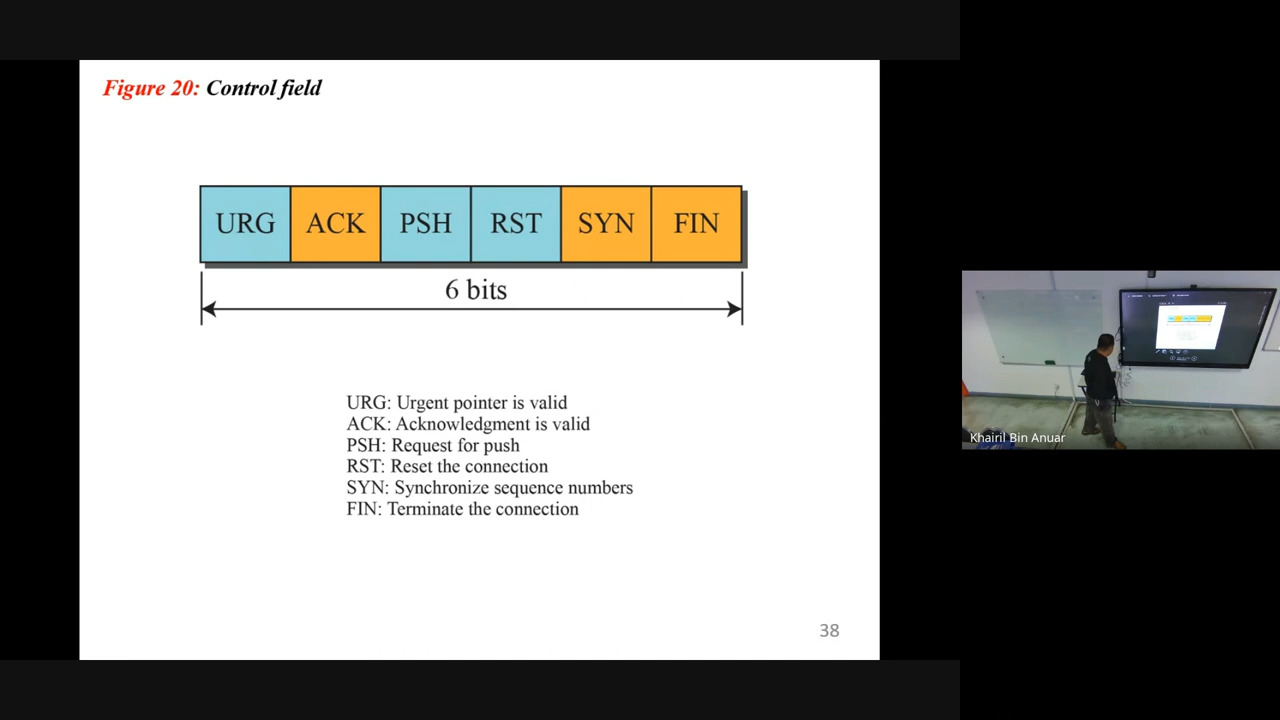 Figure 20: Control field
URG ACK PSH RST SYN FIN
6 bits
URG: Urgent pointer is valid
ACK: Acknowledgment is valid
PSH: Request for push
RST: Reset the connection
SYN: Synchronize sequence numbers
FIN: Terminate the connection
38
Khairil Bin Anuar